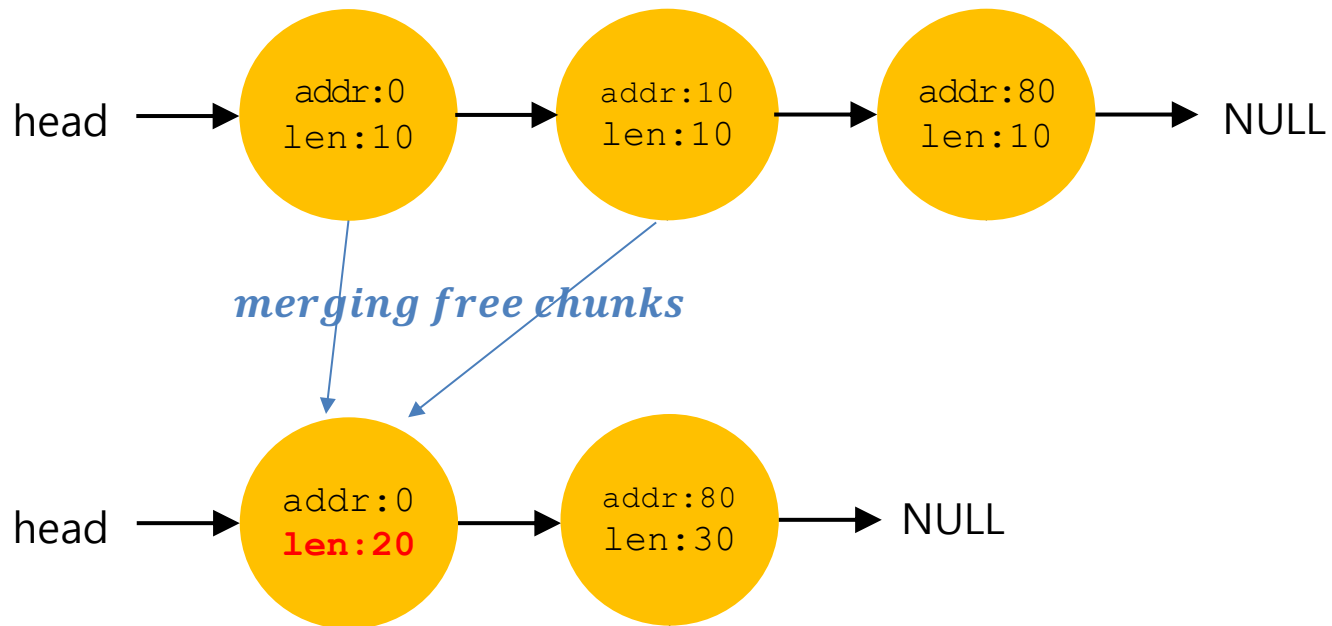 head
addr:0
len:10
addr:10
len:10
addr:80
len:10
NULL
merging free chunks
head
addr:0
len:20
addr:80
len:30
NULL